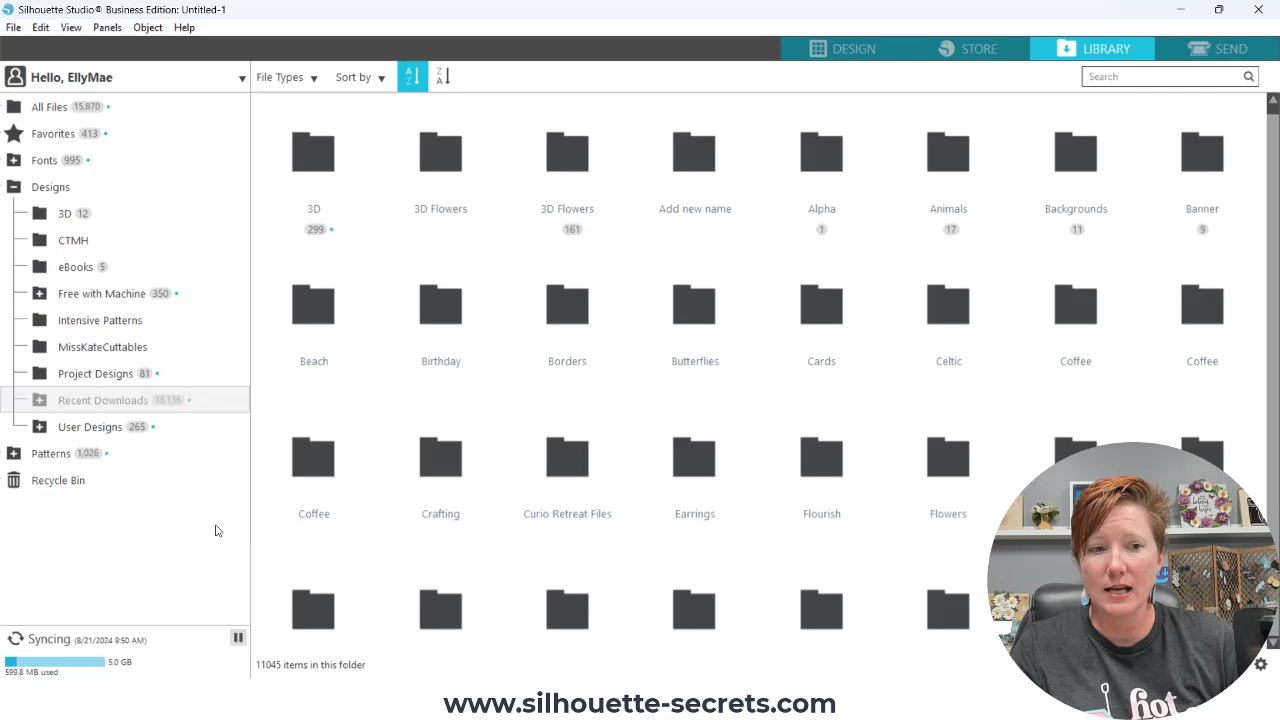 Silhouette Studio® Business Edition: Untitled-1
File Edit View Panels Object Help
DESIGN STORE LIBRARY SEND
Hello, EllyMae
File Types Sort by A Z Z A Search
All Files 15,870
Favorites 413
Fonts 995
Designs
3D 12
CTMH
eBooks 5
Free with Machine 350
Intensive Patterns
MissKateCuttables
Project Designs 81
Recent Downloads 13,136
User Designs 265
Patterns 1,026
Recycle Bin
3D 3D Flowers 3D Flowers Add new name Alpha Animals Backgrounds Banner
299 161 1 17 11 9
Beach Birthday Borders Butterflies Cards Celtic Coffee Coffee
Coffee Crafting Curio Retreat Files Earrings Flourish Flowers
Syncing (8/21/2024 9:50 AM)
5.0 GB
599.8 MB used
11045 items in this folder
hot
www.silhouette-secrets.com